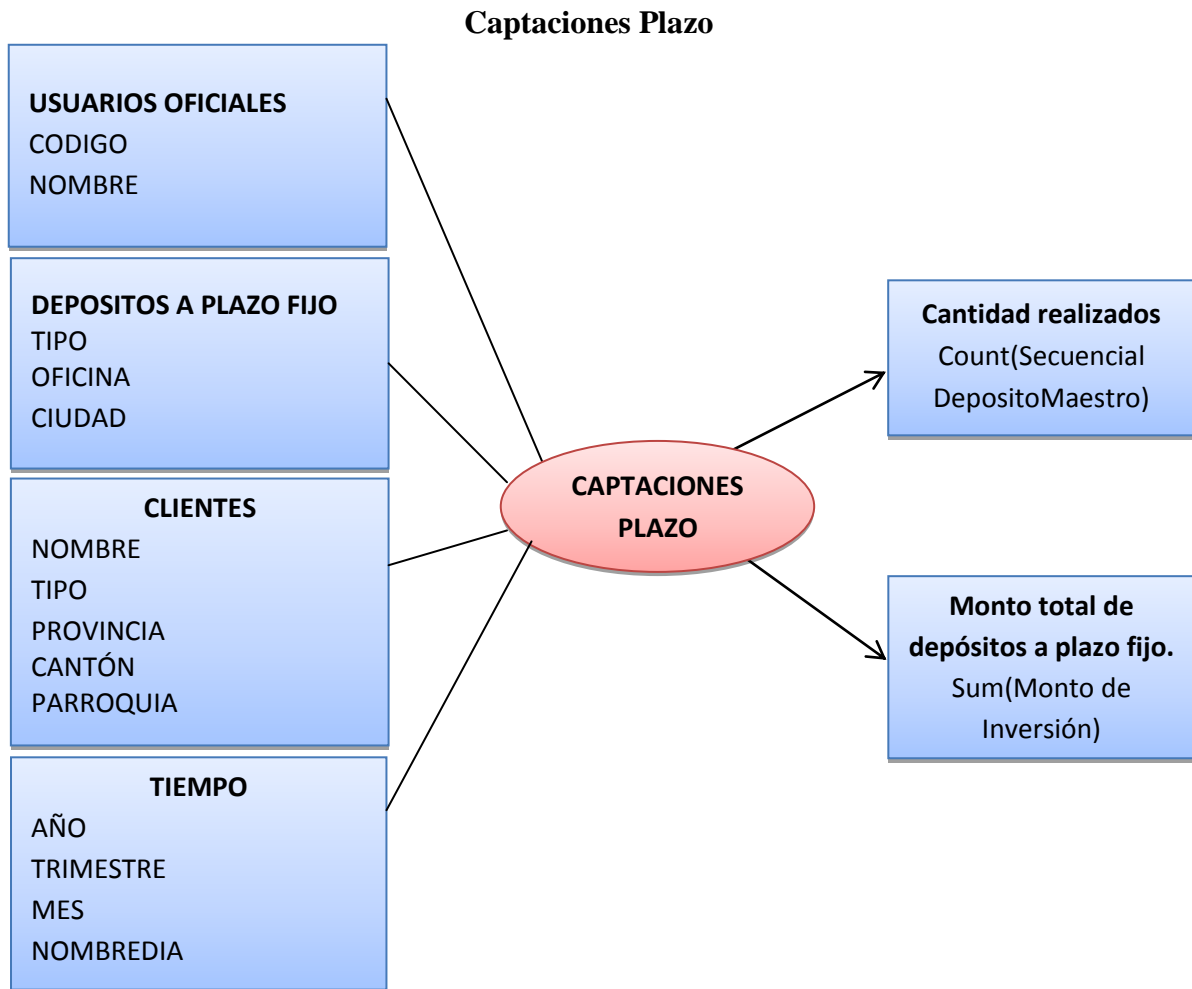 Captaciones Plazo
USUARIOS OFICIALES
CODIGO
NOMBRE
DEPOSITOS A PLAZO FIJO
TIPO
OFICINA
CIUDAD
CLIENTES
NOMBRE
TIPO
PROVINCIA
CANTÓN
PARROQUIA
TIEMPO
AÑO
TRIMESTRE
MES
NOMBREDIA
CAPTACIONES
PLAZO
Cantidad realizados
Count(Secuencial
DepositoMaestro)
Monto total de
depósitos a plazo fijo.
Sum(Monto de
Inversión)